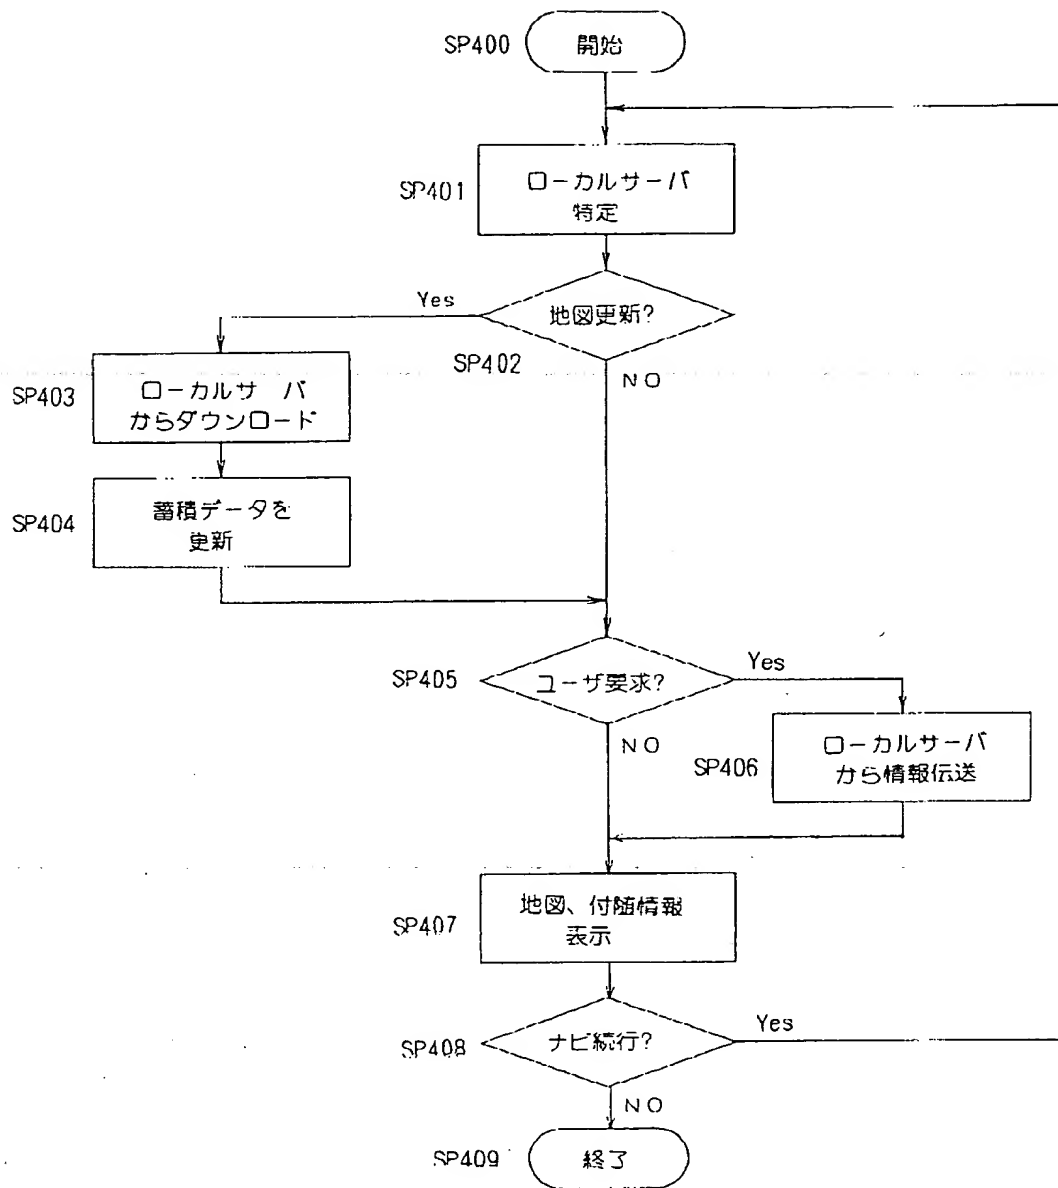 SP400
開始
SP401
ローカルサーバ
特定
Yes
地図更新?
SP402
NO
SP403
ローカルサーバ
からダウンロード
SP404
蓄積データを
更新
SP405
ユーザ要求?
Yes
NO
SP406
ローカルサーバ
から情報伝送
SP407
地図、付随情報
表示
SP408
ナビ続行?
Yes
NO
SP409
終了